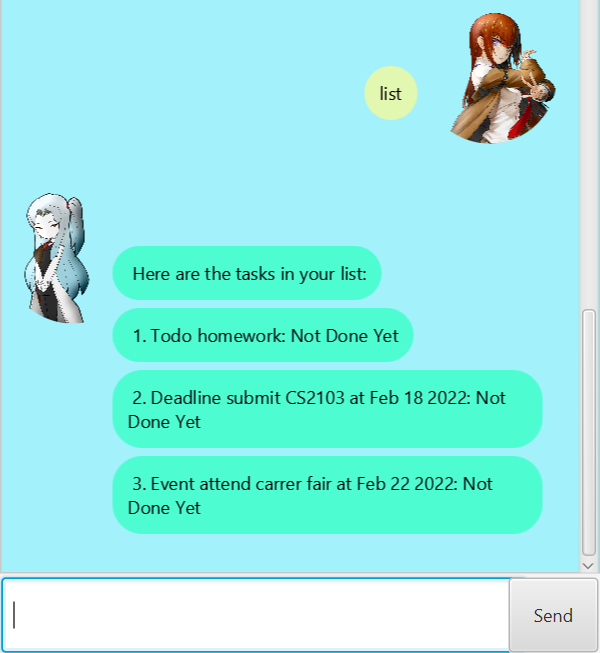 list
Here are the tasks in your list:
1. Todo homework: Not Done Yet
2. Deadline submit CS2103 at Feb 18 2022: Not
Done Yet
3. Event attend carrer fair at Feb 22 2022: Not
Done Yet
Send